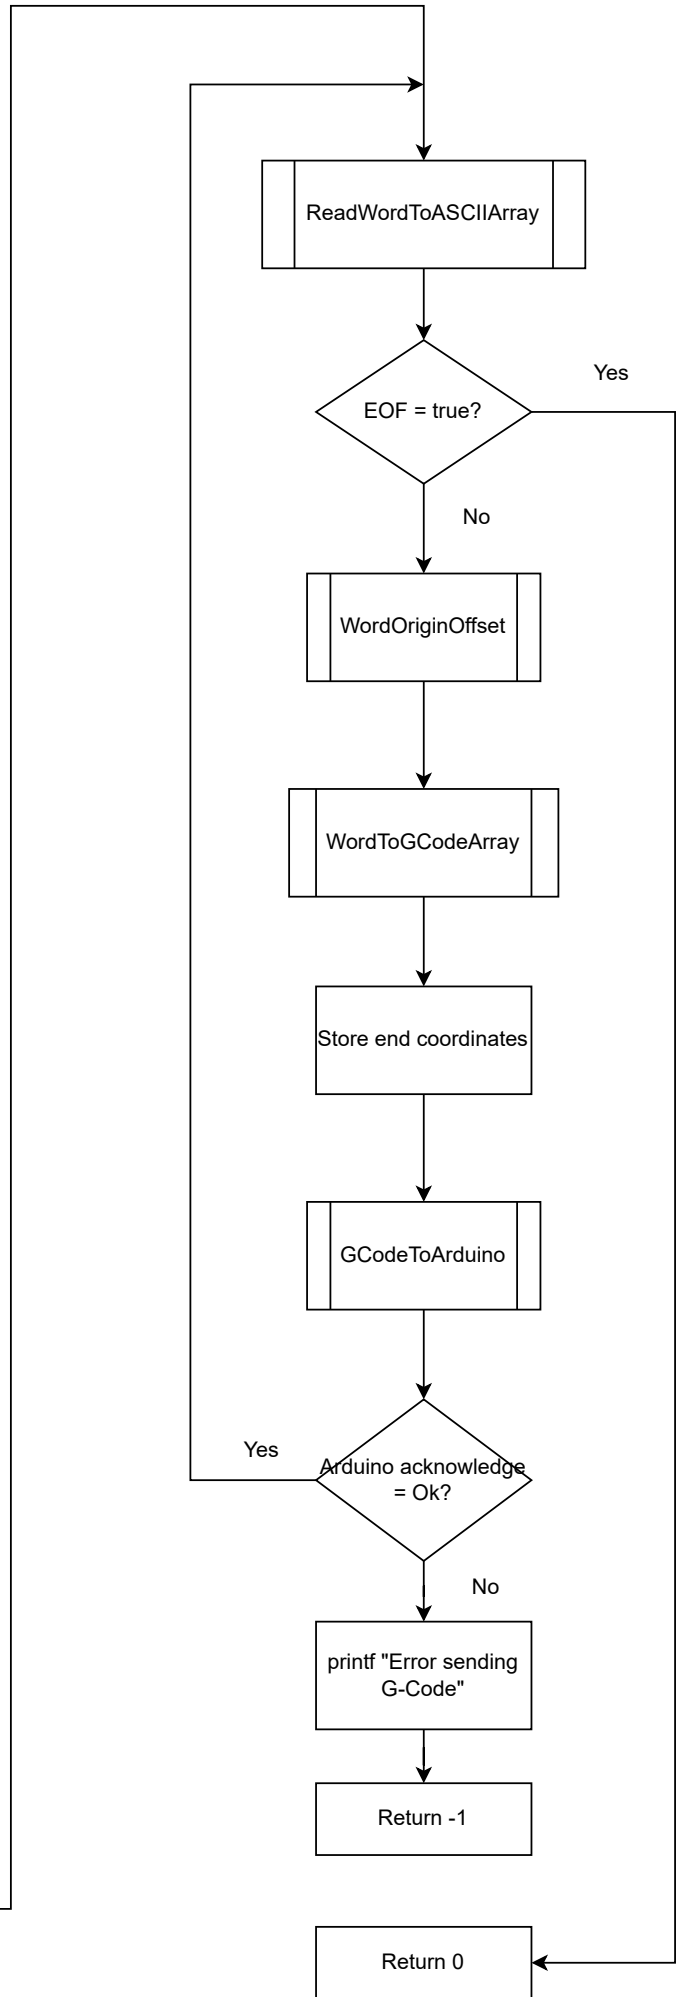 ReadWordToASCIIArray
Yes
EOF = true?
No
WordOriginOffset
WordToGCodeArray
Store end coordinates
GCodeToArduino
Yes
Arduino acknowledge
= Ok?
No
printf "Error sending
G-Code"
Return -1
Return 0